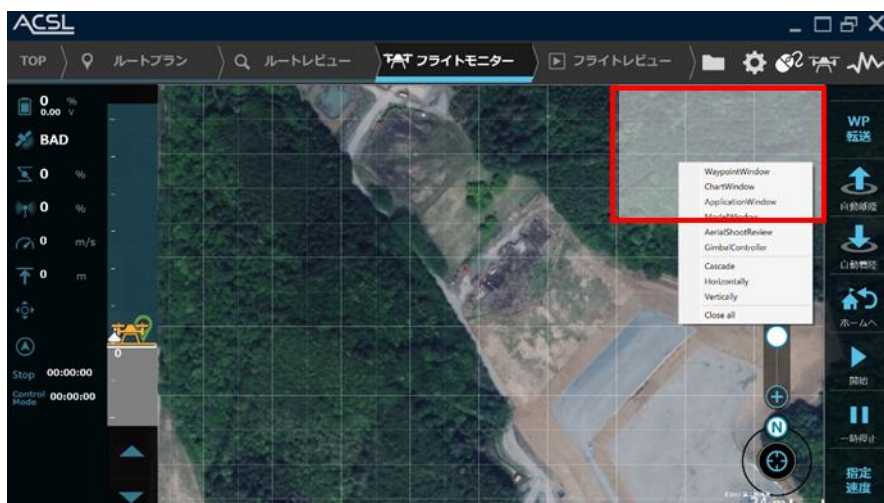 ACSL
TOP
ルートプラン
ルートレビュー
フライトモニター
フライトレビュー
0 %
0.00 V
BAD
0 %
0 %
0 m/s
0 m
Stop 00:00:00
Control Mode 00:00:00
0
WaypointWindow
ChartWindow
ApplicationWindow
ModelWindow
AerialShootReview
GimbalController
Cascade
Horizontally
Vertically
Close all
N
WP
転送
自動離陸
自動着陸
ホームへ
開始
一時停止
指定
速度